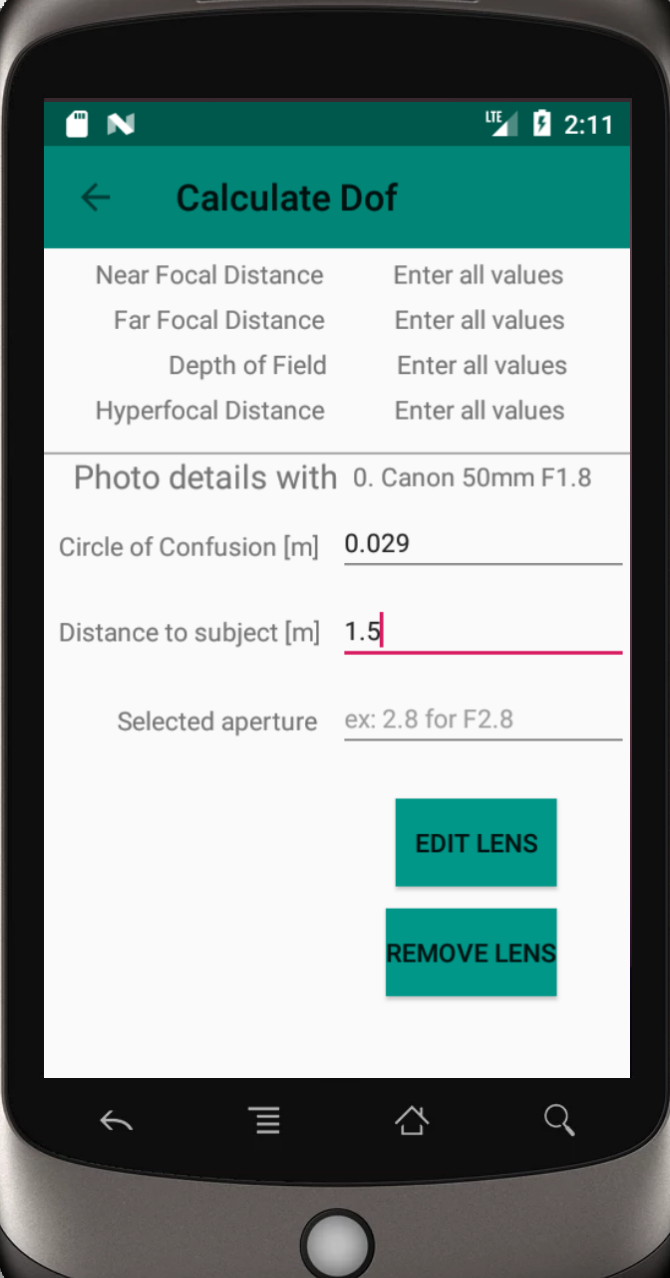 LTE 2:11
Calculate Dof
Near Focal Distance Enter all values
Far Focal Distance Enter all values
Depth of Field Enter all values
Hyperfocal Distance Enter all values
Photo details with 0. Canon 50mm F1.8
Circle of Confusion [m] 0.029
Distance to subject [m] 1.5
Selected aperture ex: 2.8 for F2.8
EDIT LENS
REMOVE LENS